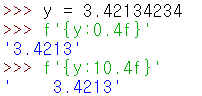 >>> y = 3.42134234
>>> f'{y:0.4f}'
'3.4213'
>>> f'{y:10.4f}'
'    3.4213'